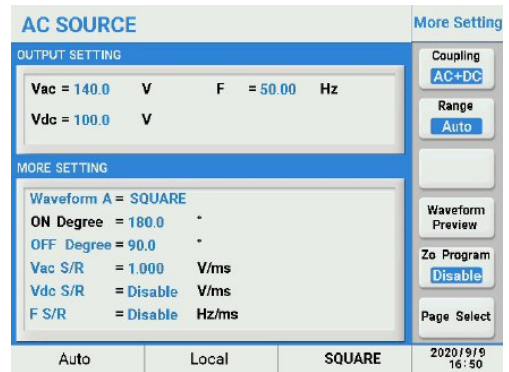 AC SOURCE
More Setting
OUTPUT SETTING
Vac = 140.0 V F = 50.00 Hz
Vdc = 100.0 V
MORE SETTING
Waveform A = SQUARE
ON Degree = 180.0 °
OFF Degree = 90.0 °
Vac S/R = 1.000 V/ms
Vdc S/R = Disable V/ms
F S/R = Disable Hz/ms
Coupling
AC+DC
Range
Auto
Waveform
Preview
Zo Program
Disable
Page Select
Auto Local SQUARE 2020/9/9
16:50